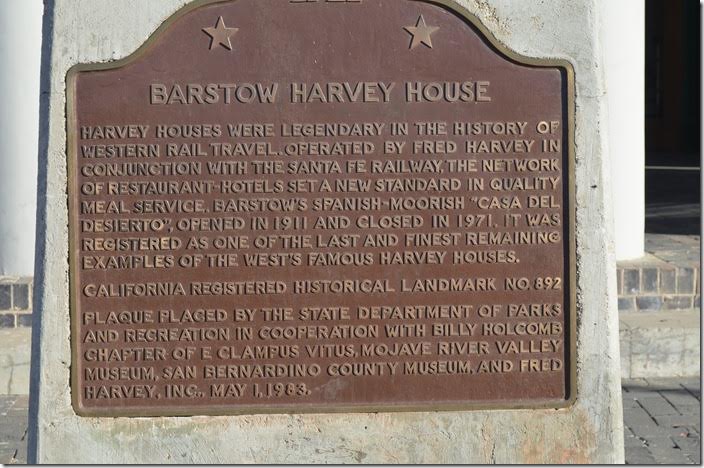 BARSTOW HARVEY HOUSE
HARVEY HOUSES WERE LEGENDARY IN THE HISTORY OF
WESTERN RAIL TRAVEL. OPERATED BY FRED HARVEY IN
CONJUNCTION WITH THE SANTA FE RAILWAY, THE NETWORK
OF RESTAURANT-HOTELS SET A NEW STANDARD IN QUALITY
MEAL SERVICE. BARSTOW'S SPANISH-MOORISH "CASA DEL
DESIERTO", OPENED IN 1911 AND CLOSED IN 1971. IT WAS
REGISTERED AS ONE OF THE LAST AND FINEST REMAINING
EXAMPLES OF THE WEST'S FAMOUS HARVEY HOUSES.
CALIFORNIA REGISTERED HISTORICAL LANDMARK NO. 892
PLAQUE PLACED BY THE STATE DEPARTMENT OF PARKS
AND RECREATION IN COOPERATION WITH BILLY HOLCOMB
CHAPTER OF E CLAMPUS VITUS, MOJAVE RIVER VALLEY
MUSEUM, SAN BERNARDINO COUNTY MUSEUM, AND FRED
HARVEY, INC., MAY 1, 1983.